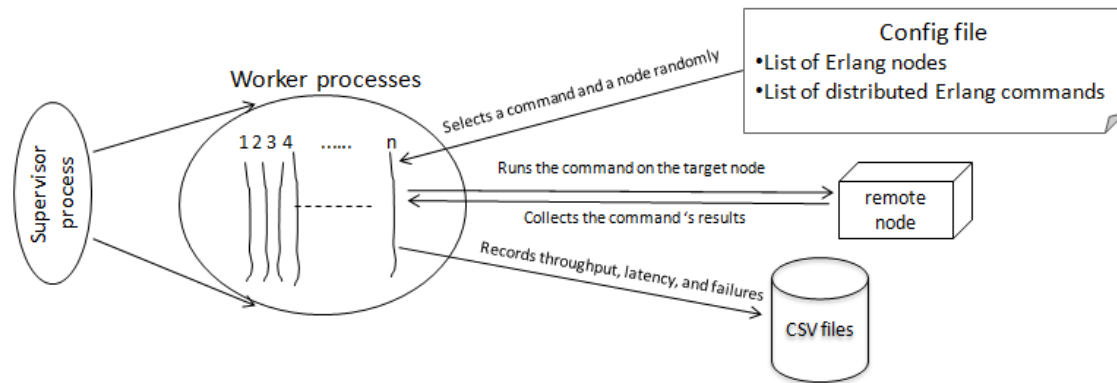 Config file
•List of Erlang nodes
•List of distributed Erlang commands
Worker processes
Selects a command and a node randomly
1 2 3 4 ...... n
Supervisor
process
Runs the command on the target node
Collects the command 's results
remote
node
Records throughput, latency, and failures
CSV files